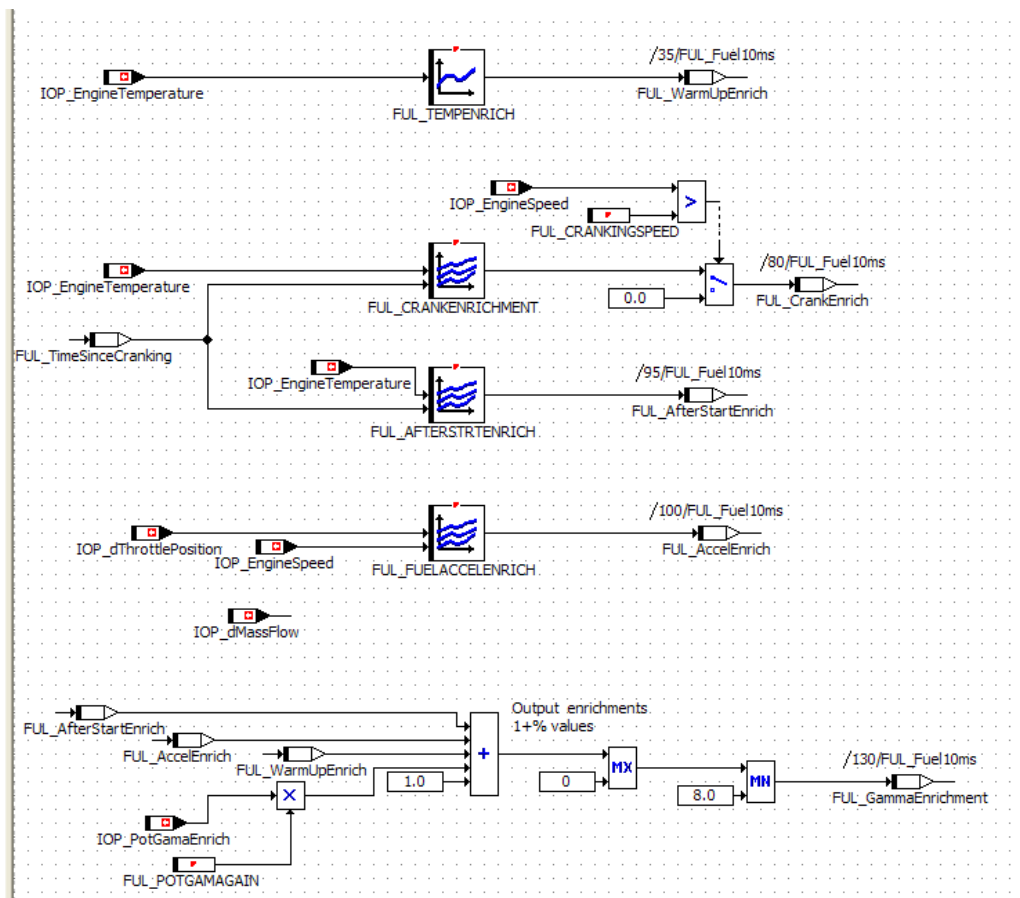 /35/FUL_Fuel10ms
IOP_EngineTemperature
FUL_WarmUpEnrich
FUL_TEMPENRICH
IOP_EngineSpeed
>
FUL_CRANKINGSPEED
/80/FUL_Fuel10ms
IOP_EngineTemperature
0.0
FUL_CrankEnrich
FUL_CRANKENRICHMENT
FUL_TimeSinceCranking
/95/FUL_Fuel10ms
IOP_EngineTemperature
FUL_AfterStartEnrich
FUL_AFTERSTRTENRICH
/100/FUL_Fuel10ms
IOP_dThrottlePosition
FUL_AccelEnrich
IOP_EngineSpeed
FUL_FUELACCELENRICH
IOP_dMassFlow
Output enrichments
1+% values
FUL_AfterStartEnrich
FUL_AccelEnrich
+
/130/FUL_Fuel10ms
FUL_WarmUpEnrich
MX
1.0
0
MN
8.0
X
FUL_GammaEnrichment
IOP_PotGamaEnrich
FUL_POTGAMAGAIN